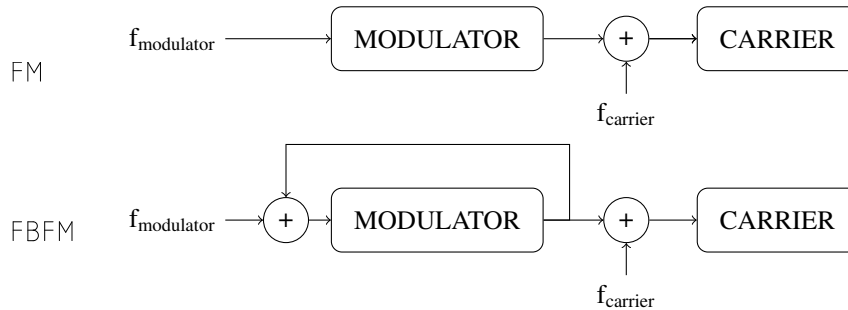 FM
f_modulator
MODULATOR
+
CARRIER
f_carrier
FBFM
f_modulator
+
MODULATOR
+
CARRIER
f_carrier